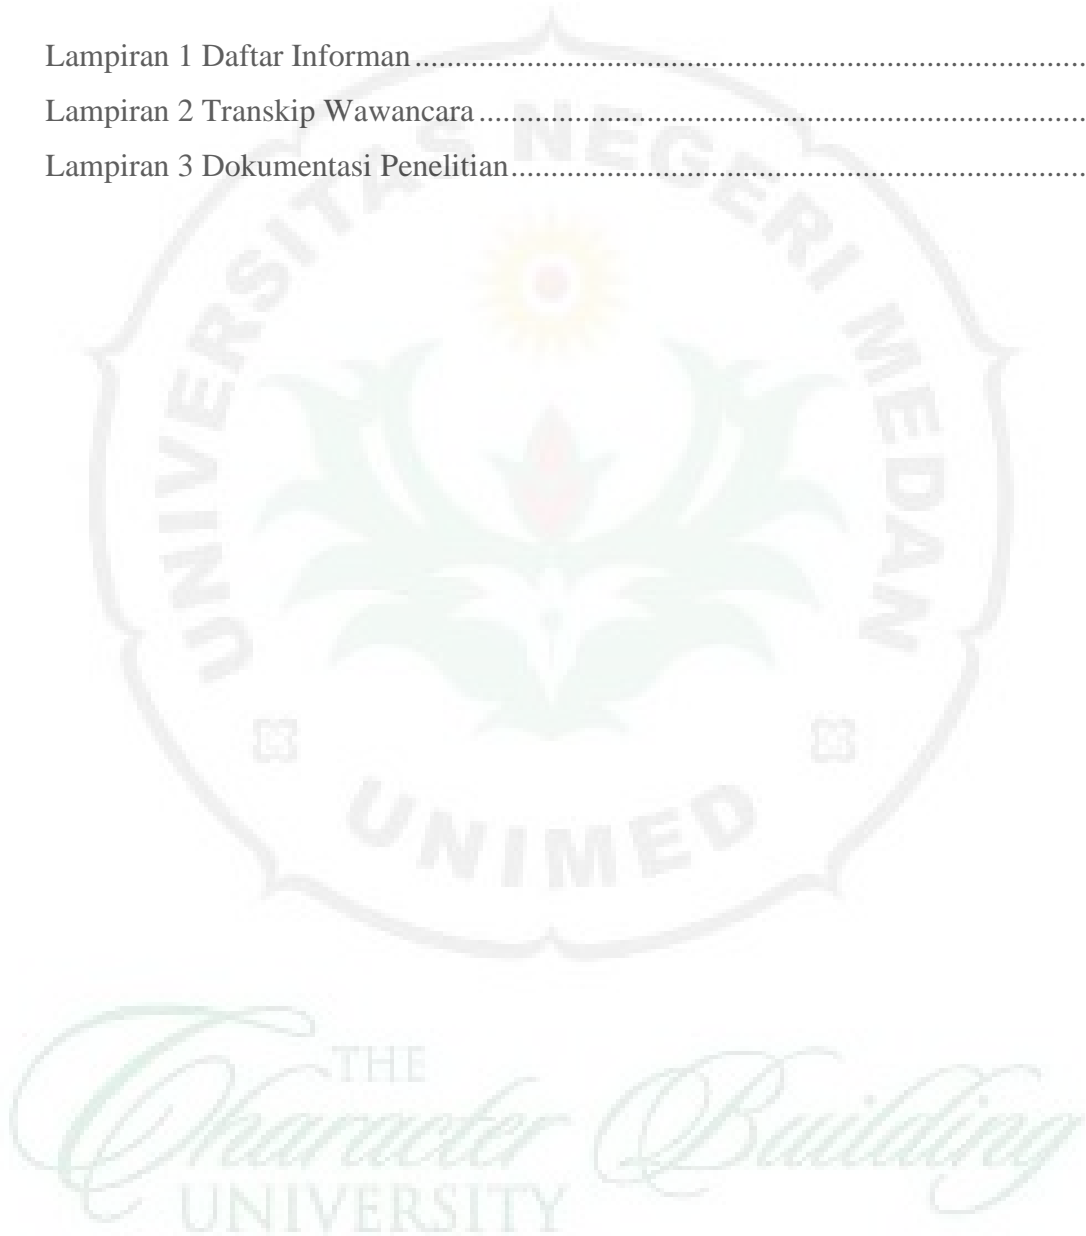 Lampiran 1 Daftar Informan......................................................................................
Lampiran 2 Transkip Wawancara..............................................................................
Lampiran 3 Dokumentasi Penelitian..........................................................................
UNIVERSITAS NEGERI MEDAN
UNIMED
THE
Character Building
UNIVERSITY